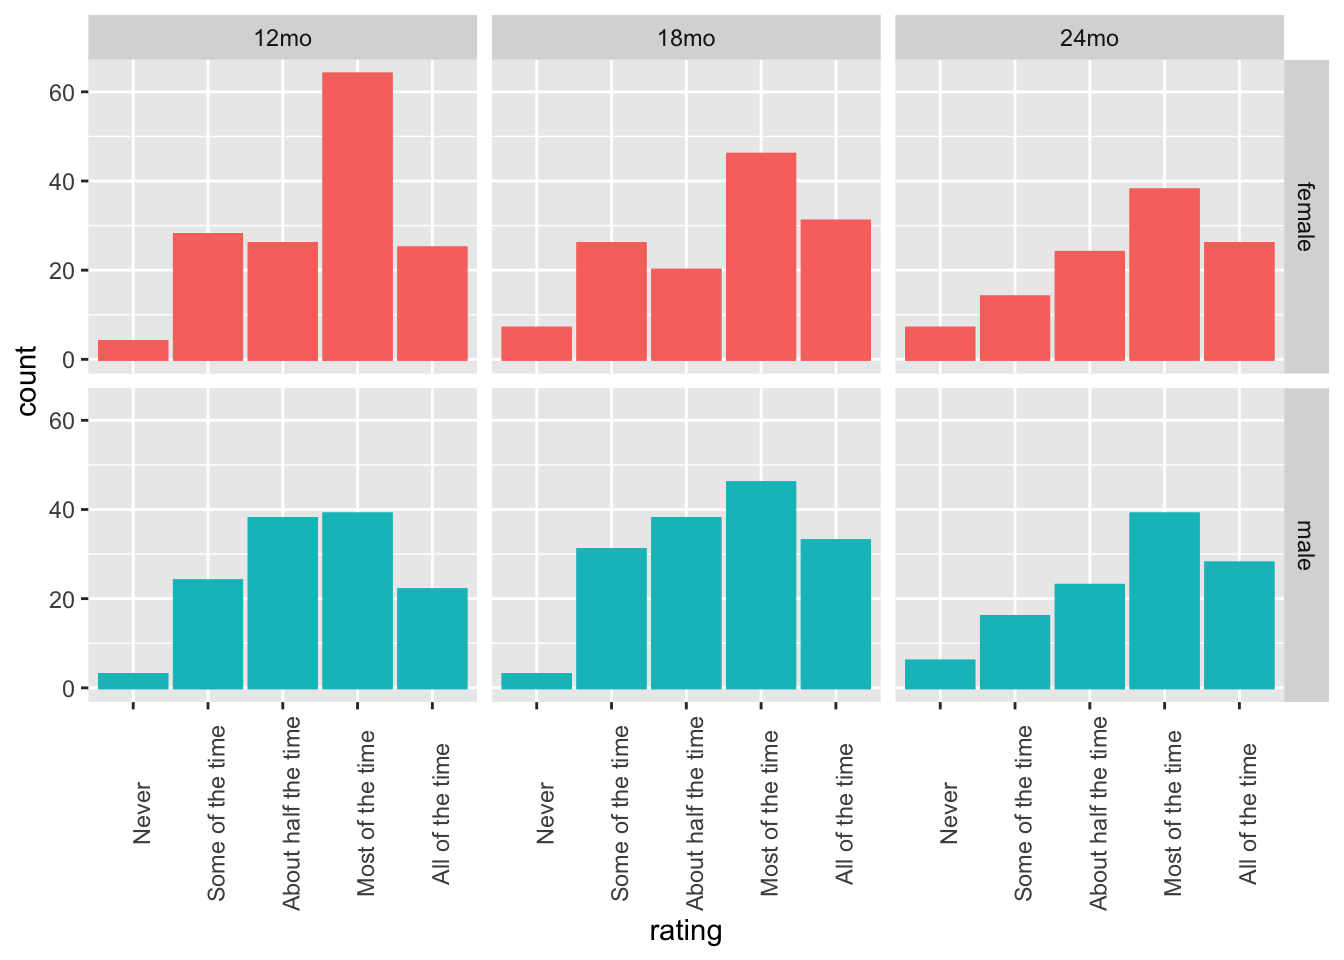 12mo
18mo
24mo
60
40
20
0
female
60
40
20
0
male
count
Never
Some of the time
About half the time
Most of the time
All of the time
Never
Some of the time
About half the time
Most of the time
All of the time
Never
Some of the time
About half the time
Most of the time
All of the time
rating